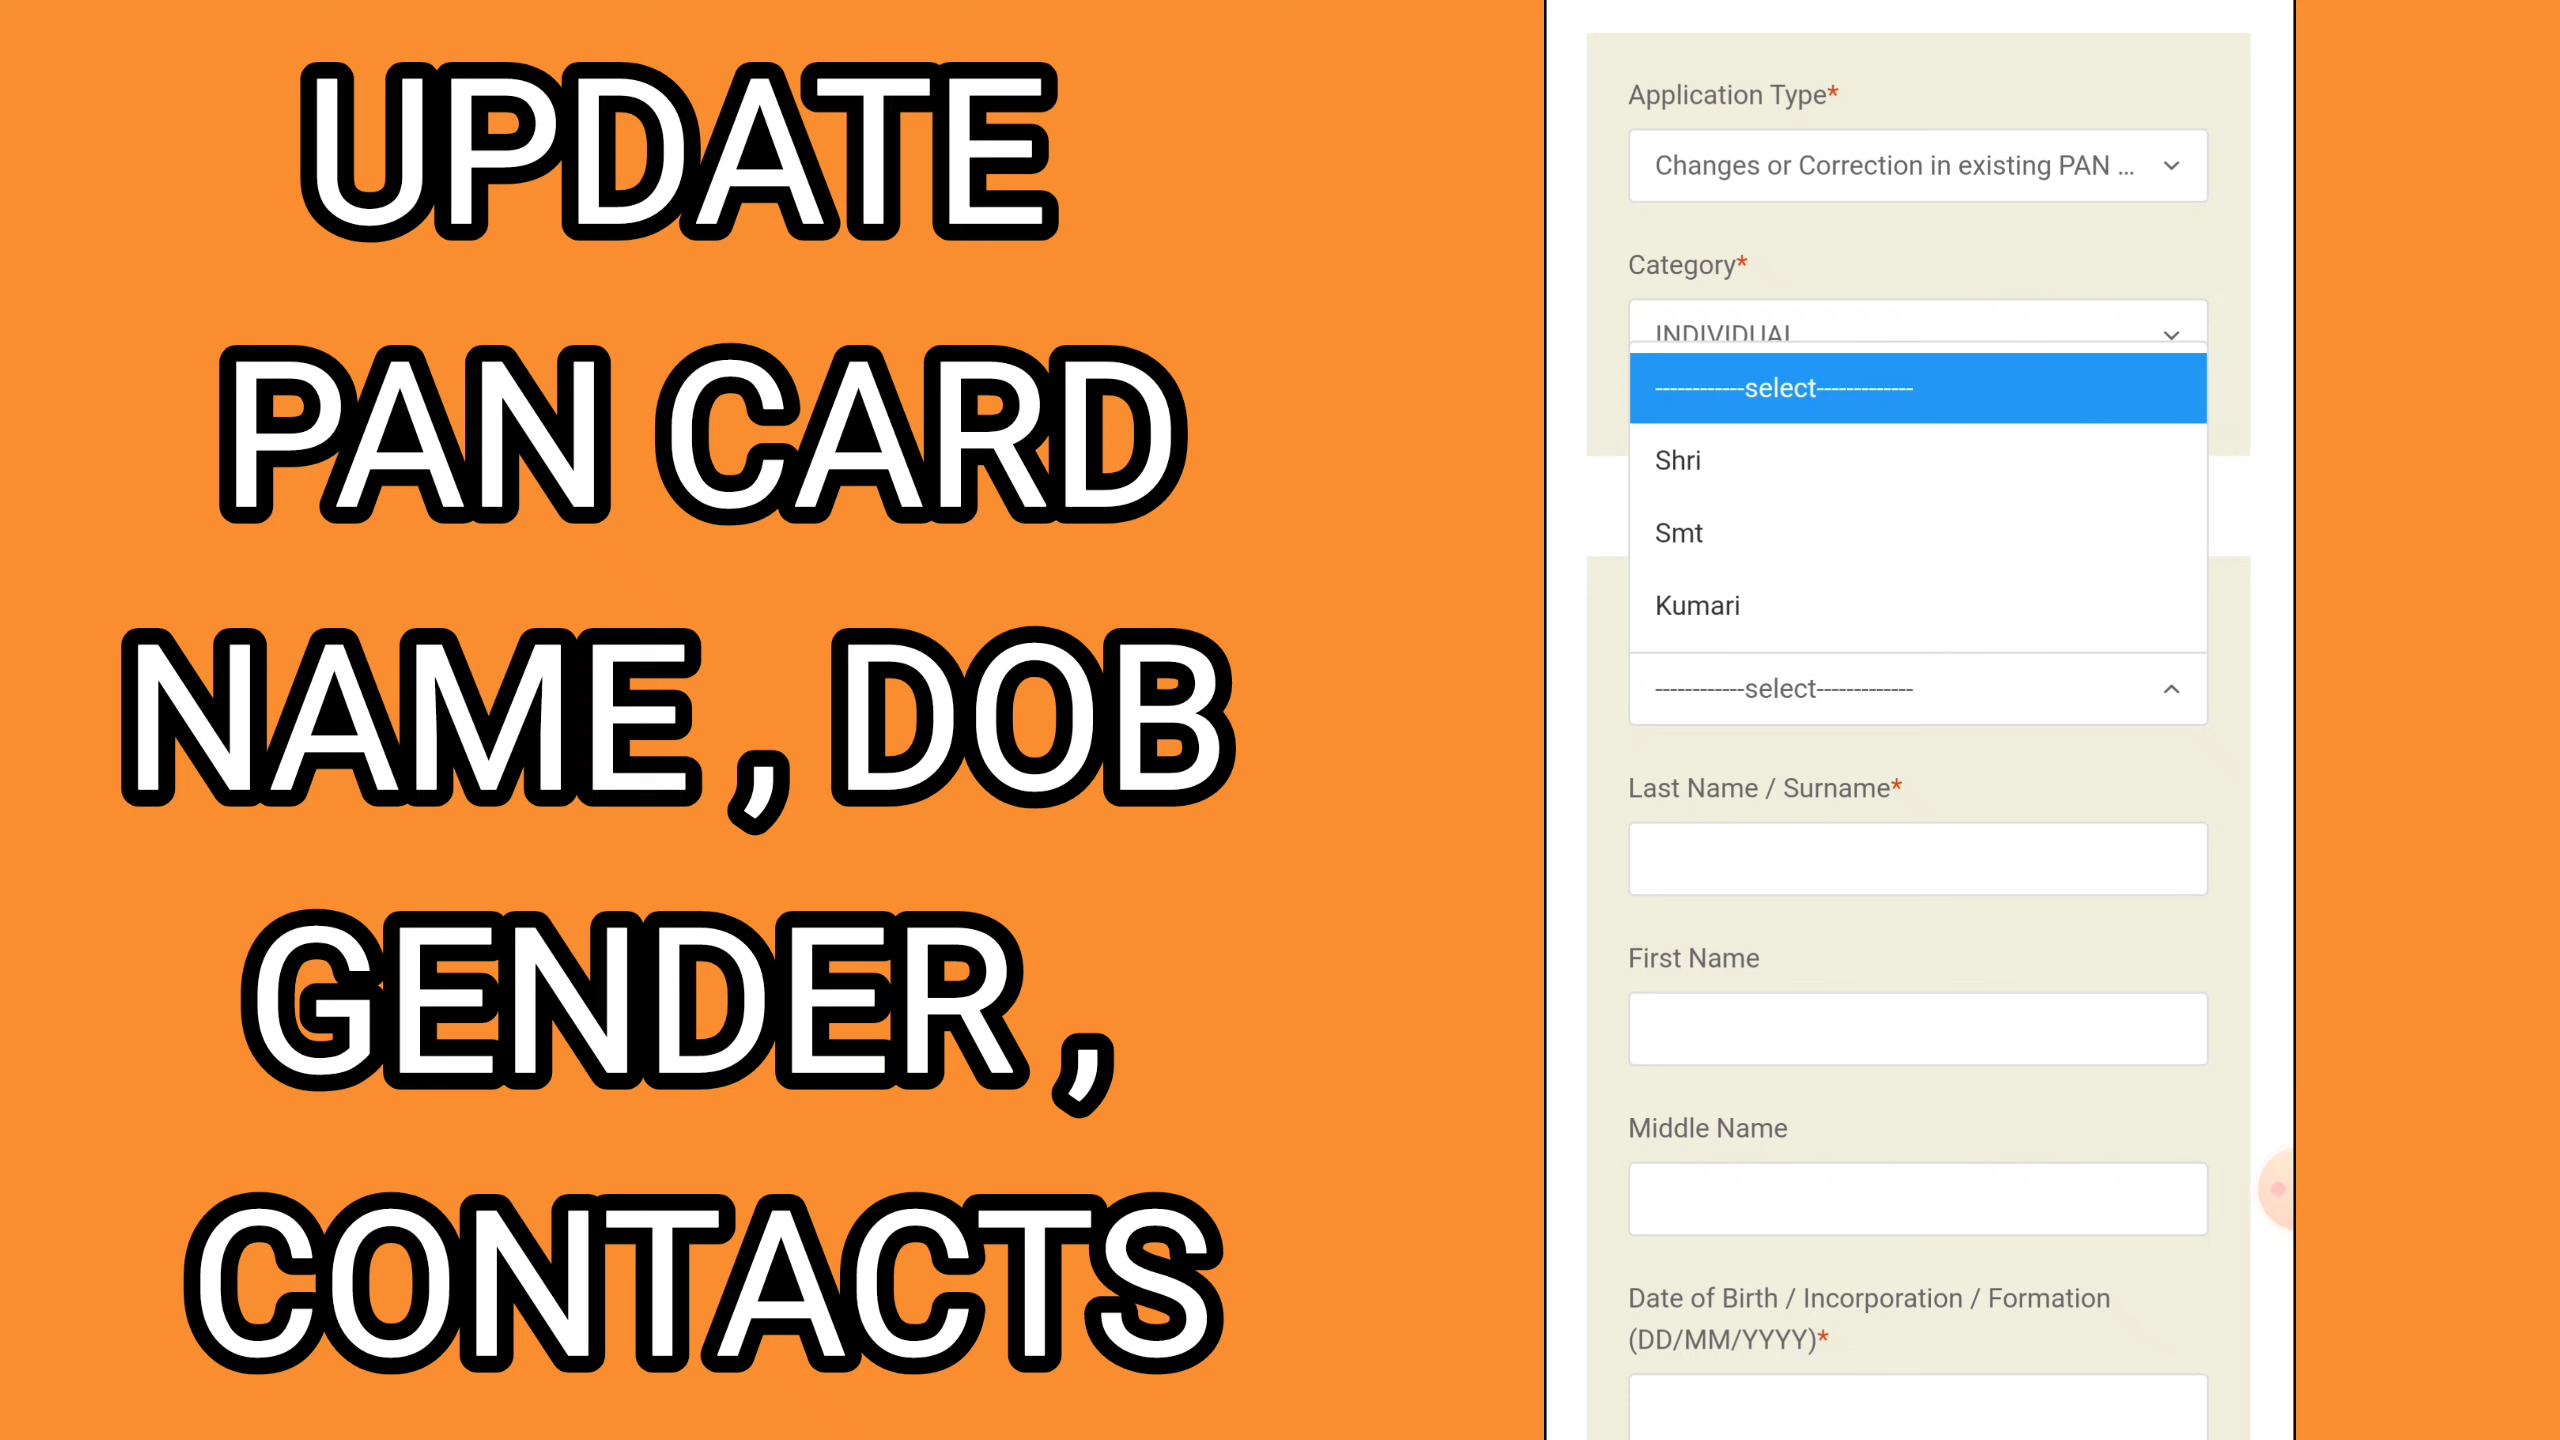 UPDATE
PAN CARD
NAME , DOB
GENDER ,
CONTACTS
Application Type*
Changes or Correction in existing PAN ...
Category*
INDIVIDUAL
------------select-------------
Shri
Smt
Kumari
------------select-------------
Last Name / Surname*
First Name
Middle Name
Date of Birth / Incorporation / Formation
(DD/MM/YYYY)*